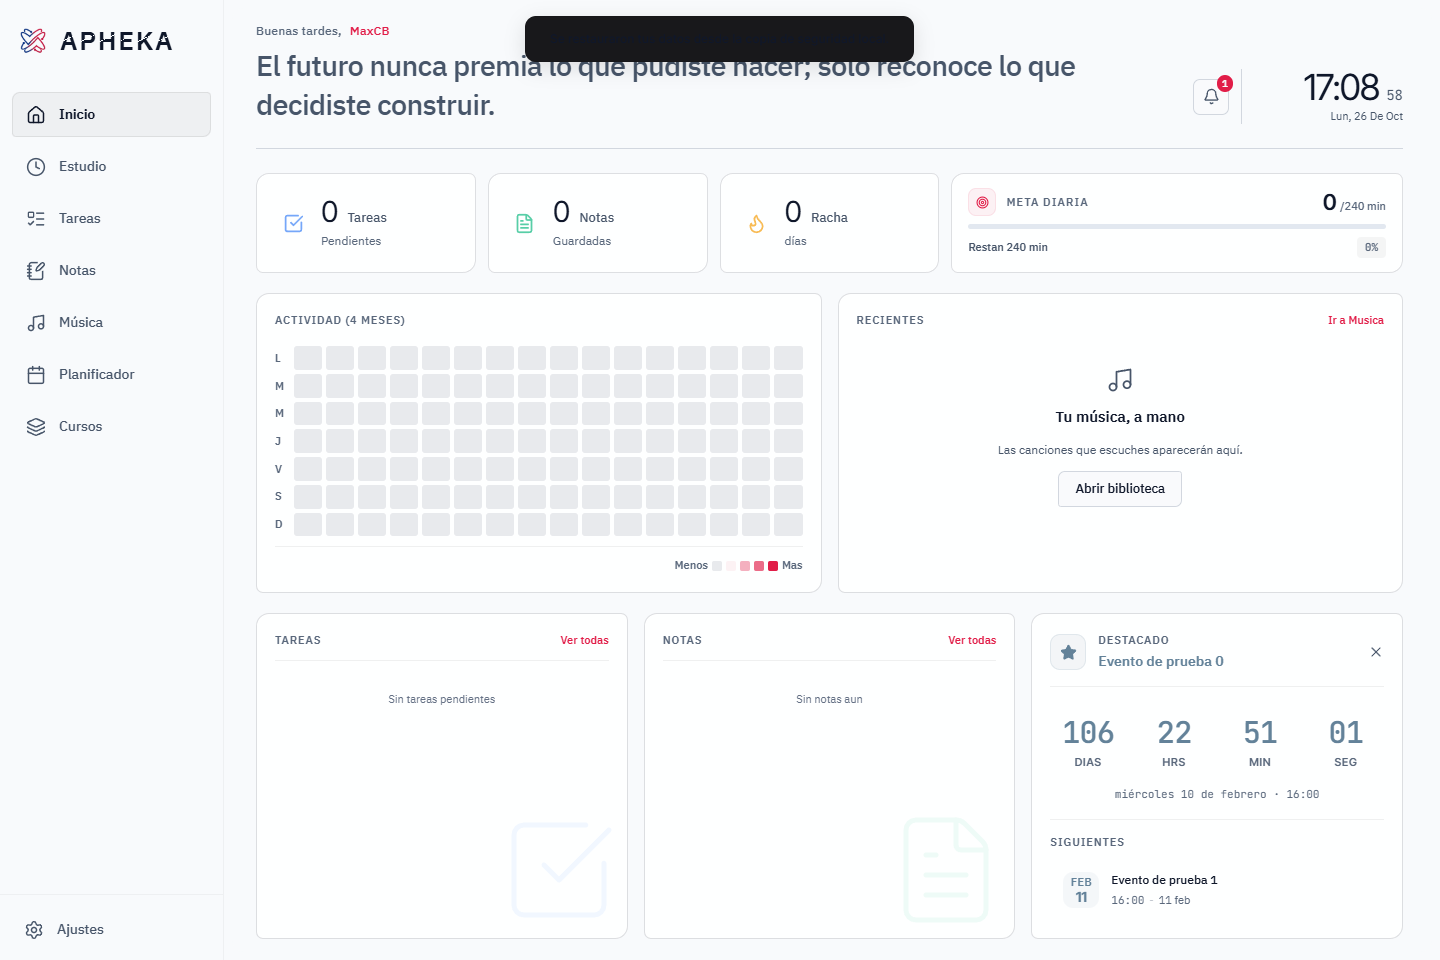 APHEKA
Inicio
Estudio
Tareas
Notas
Música
Planificador
Cursos
Ajustes
Buenas tardes, MaxCB
El futuro nunca premia lo que pudiste hacer; solo reconoce lo que
decidiste construir.
1
17:08 58
Lun, 26 De Oct
0 Tareas
Pendientes
0 Notas
Guardadas
0 Racha
días
META DIARIA
0 /240 min
Restan 240 min
0%
ACTIVIDAD (4 MESES)
L
M
M
J
V
S
D
Menos
Mas
RECIENTES
Ir a Musica
Tu música, a mano
Las canciones que escuches aparecerán aquí.
Abrir biblioteca
TAREAS
Ver todas
Sin tareas pendientes
NOTAS
Ver todas
Sin notas aun
DESTACADO
Evento de prueba 0
106 22 51 01
DIAS HRS MIN SEG
miércoles 10 de febrero · 16:00
SIGUIENTES
FEB
11
Evento de prueba 1
16:00 · 11 feb